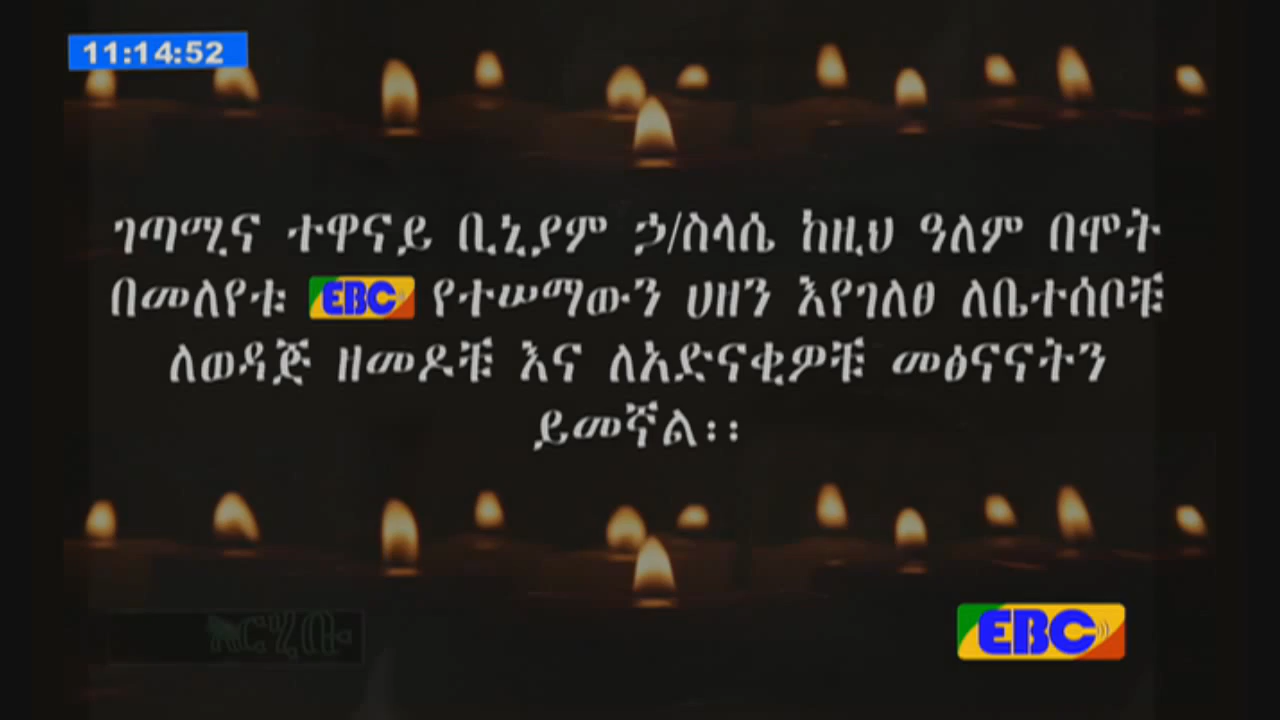 11:14:52
ገጣሚና ተዋናይ ቢኒያም ኃ/ስላሴ ከዚህ ዓለም በሞት
በመለየቱ EBC የተሠማውን ሀዘን እየገለፀ ለቤተሰቦቹ
ለወዳጅ ዘመዶቹ እና ለአድናቂዎቹ መፅናናትን
ይመኛል፡፡
EBC